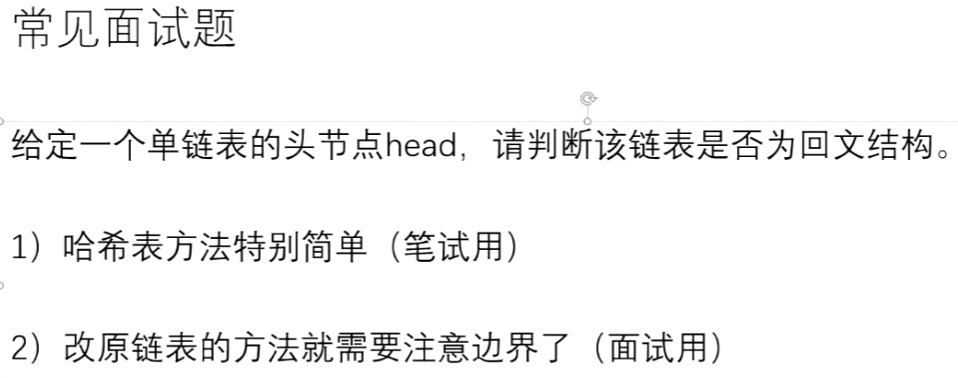 常见面试题
给定一个单链表的头节点head，请判断该链表是否为回文结构。
1）哈希表方法特别简单（笔试用）
2）改原链表的方法就需要注意边界了（面试用）